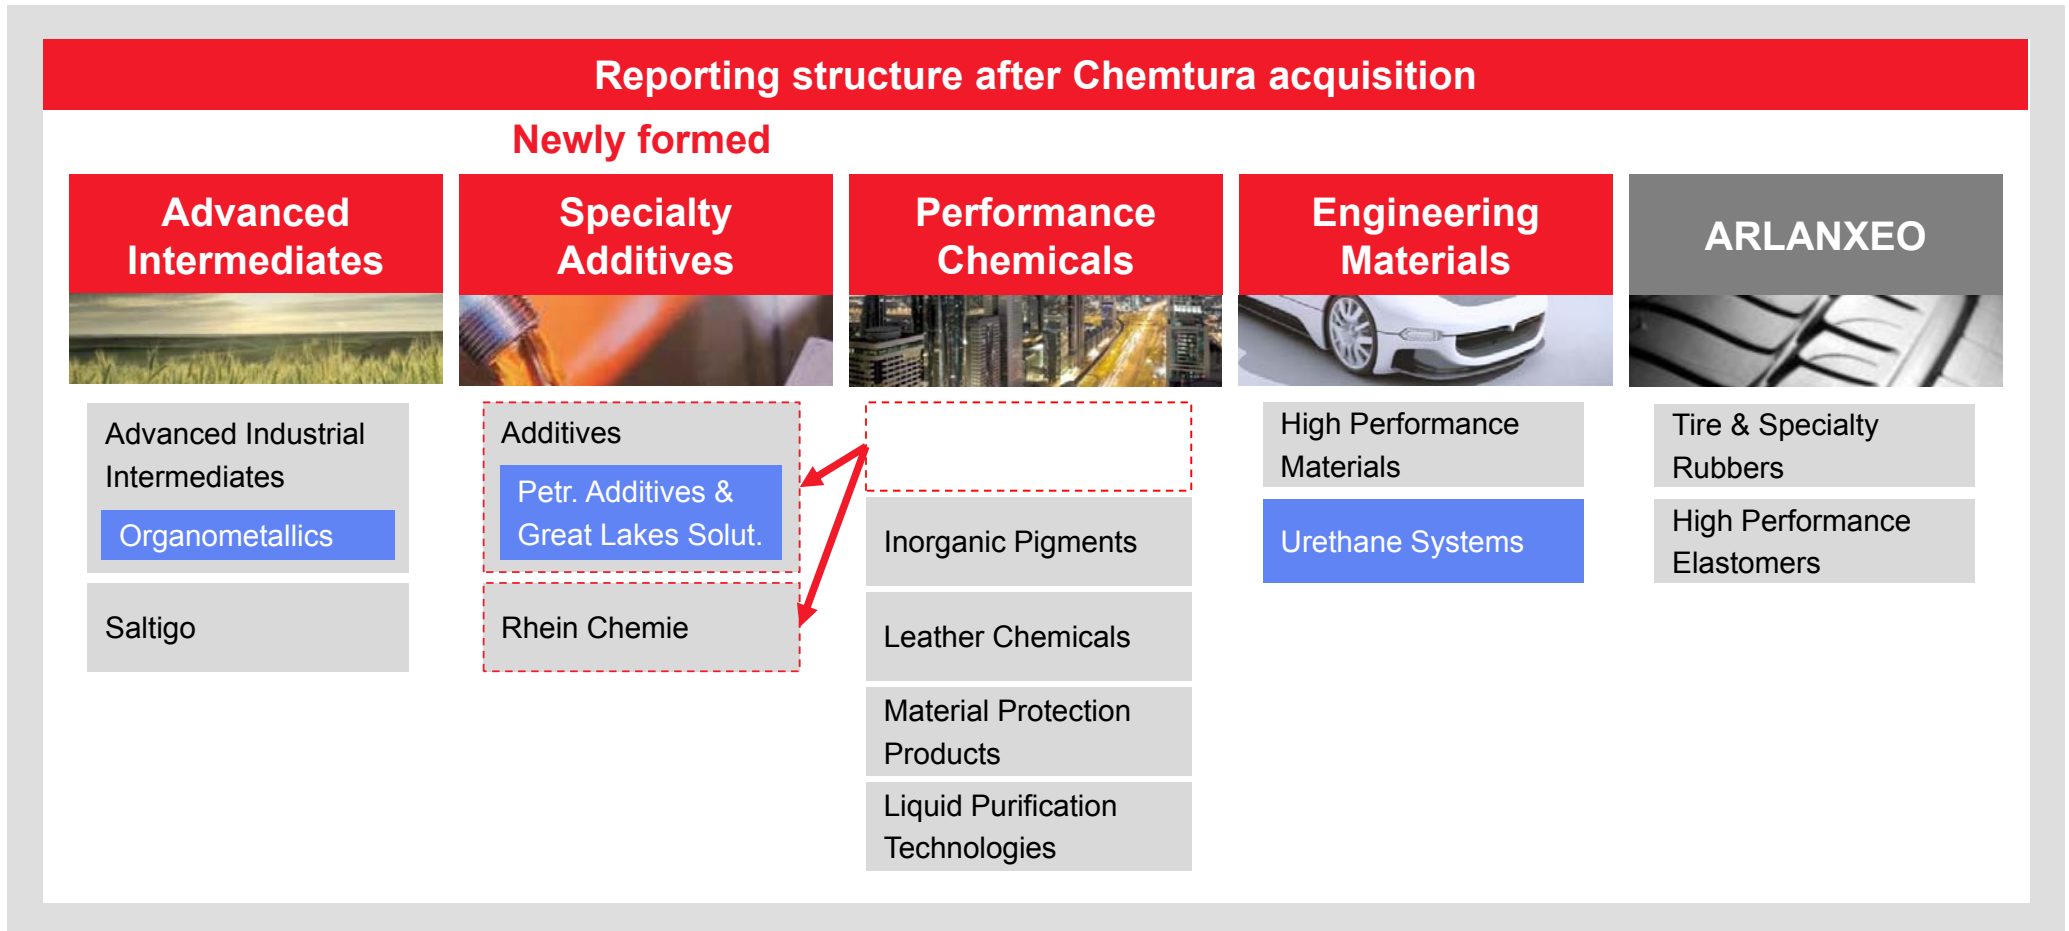 Reporting structure after Chemtura acquisition
Newly formed
Advanced
Intermediates
Advanced Industrial
Intermediates
Organometallics
Saltigo
Specialty
Additives
Additives
Petr. Additives &
Great Lakes Solut.
Rhein Chemie
Performance
Chemicals
Inorganic Pigments
Leather Chemicals
Material Protection
Products
Liquid Purification
Technologies
Engineering
Materials
High Performance
Materials
Urethane Systems
ARLANXEO
Tire & Specialty
Rubbers
High Performance
Elastomers